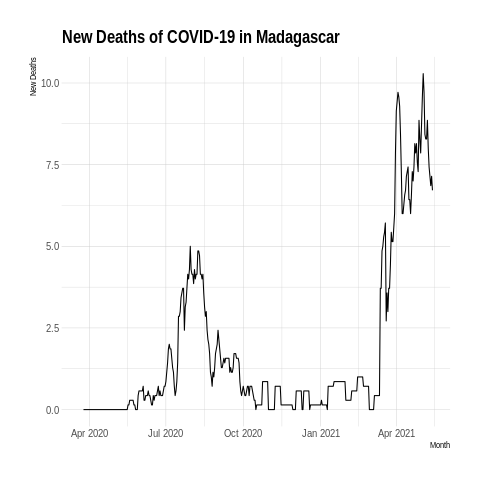 New Deaths of COVID-19 in Madagascar
New Deaths
10.0
7.5
5.0
2.5
0.0
Apr 2020 Jul 2020 Oct 2020 Jan 2021 Apr 2021
Month